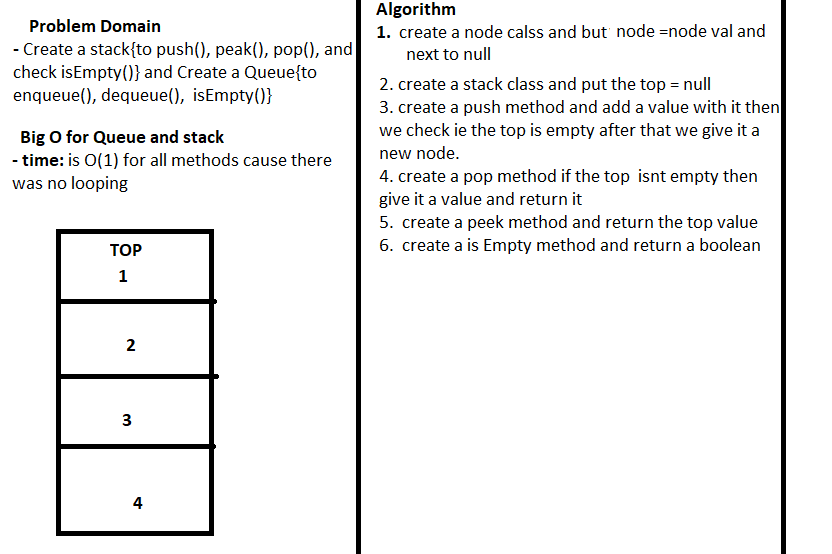 Problem Domain
- Create a stack{to push(), peak(), pop(), and
check isEmpty()} and Create a Queue{to
enqueue(), dequeue(), isEmpty()}
Big O for Queue and stack
- time: is O(1) for all methods cause there
was no looping
TOP
1
2
3
4
Algorithm
1. create a node calss and but node =node val and
next to null
2. create a stack class and put the top = null
3. create a push method and add a value with it then
we check ie the top is empty after that we give it a
new node.
4. create a pop method if the top isnt empty then
give it a value and return it
5. create a peek method and return the top value
6. create a is Empty method and return a boolean